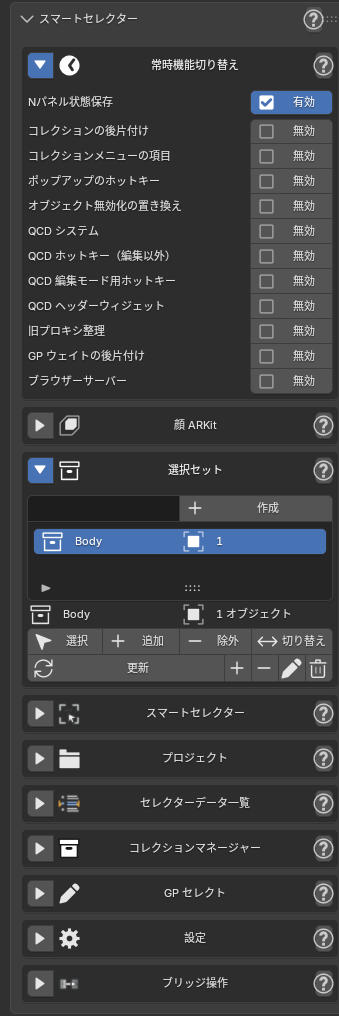 スマートセレクター
常時機能切り替え
Nパネル状態保存 有効
コレクションの後片付け 無効
コレクションメニューの項目 無効
ポップアップのホットキー 無効
オブジェクト無効化の置き換え 無効
QCD システム 無効
QCD ホットキー（編集以外） 無効
QCD 編集モード用ホットキー 無効
QCD ヘッダーウィジェット 無効
旧プロキシ整理 無効
GP ウェイトの後片付け 無効
ブラウザーサーバー 無効
顔 ARKit
選択セット
作成
Body 1
Body 1 オブジェクト
選択 追加 除外 切り替え
更新
スマートセレクター
プロジェクト
セレクターデータ一覧
コレクションマネージャー
GP セレクト
設定
ブリッジ操作